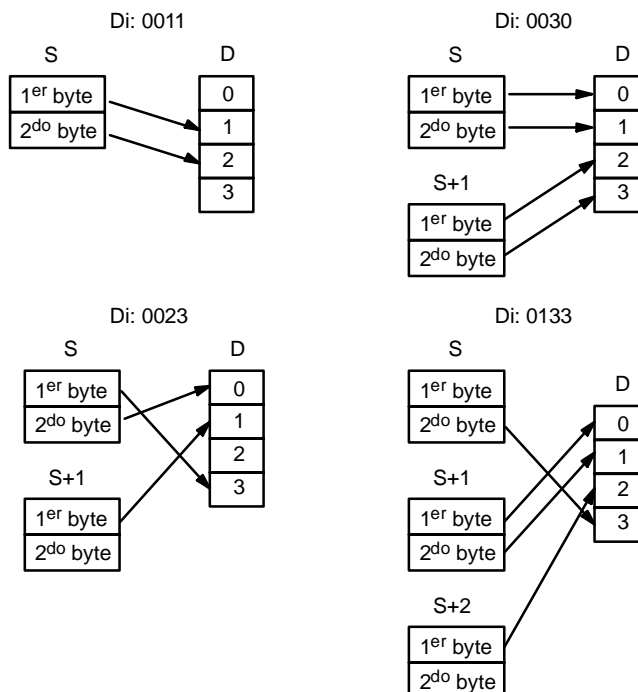 Di: 0011
S
D
1er byte
2do byte
0
1
2
3
Di: 0030
S
D
1er byte
2do byte
S+1
1er byte
2do byte
0
1
2
3
Di: 0023
S
D
1er byte
2do byte
S+1
1er byte
2do byte
0
1
2
3
Di: 0133
S
D
1er byte
2do byte
S+1
1er byte
2do byte
S+2
1er byte
2do byte
0
1
2
3